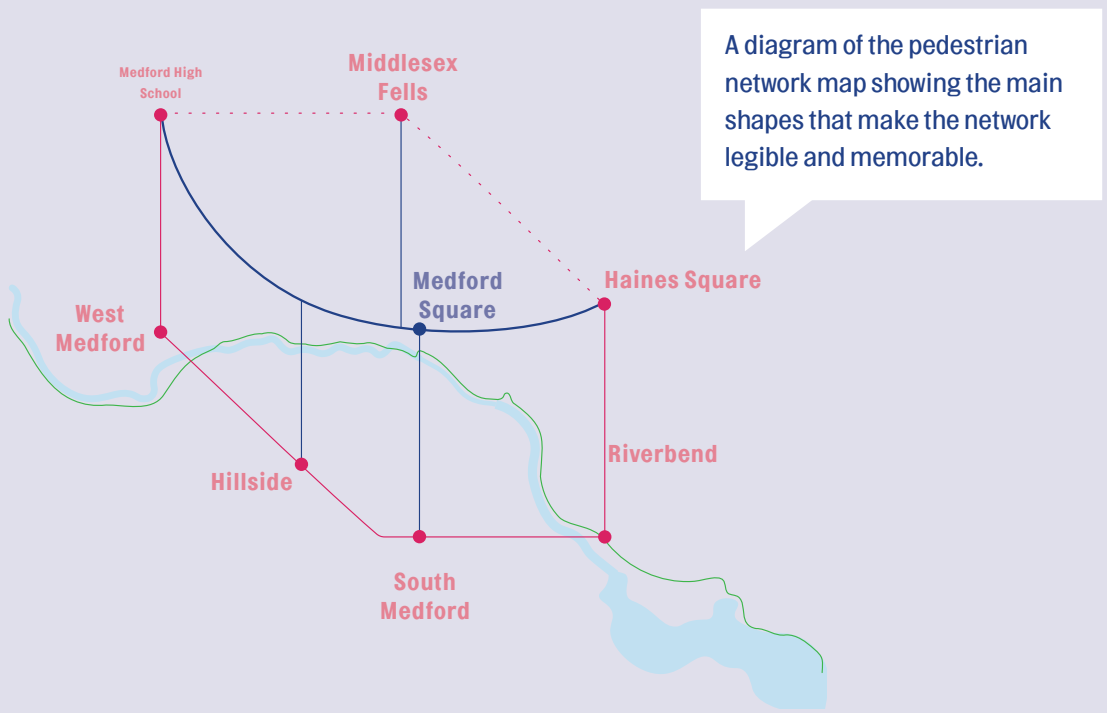 A diagram of the pedestrian
network map showing the main
shapes that make the network
legible and memorable.
Medford High
School
Middlesex
Fells
Medford
Square
Haines Square
West
Medford
Riverbend
Hillside
South
Medford